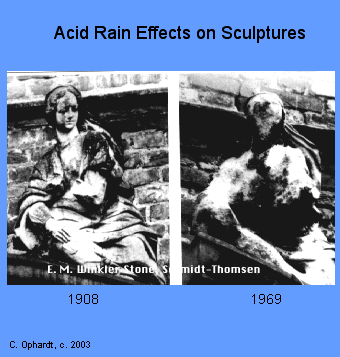 Acid Rain Effects on Sculptures
E. M. Winkler Stone, Schmidt-Thomsen
1908
1969
C. Ophardt, c. 2003